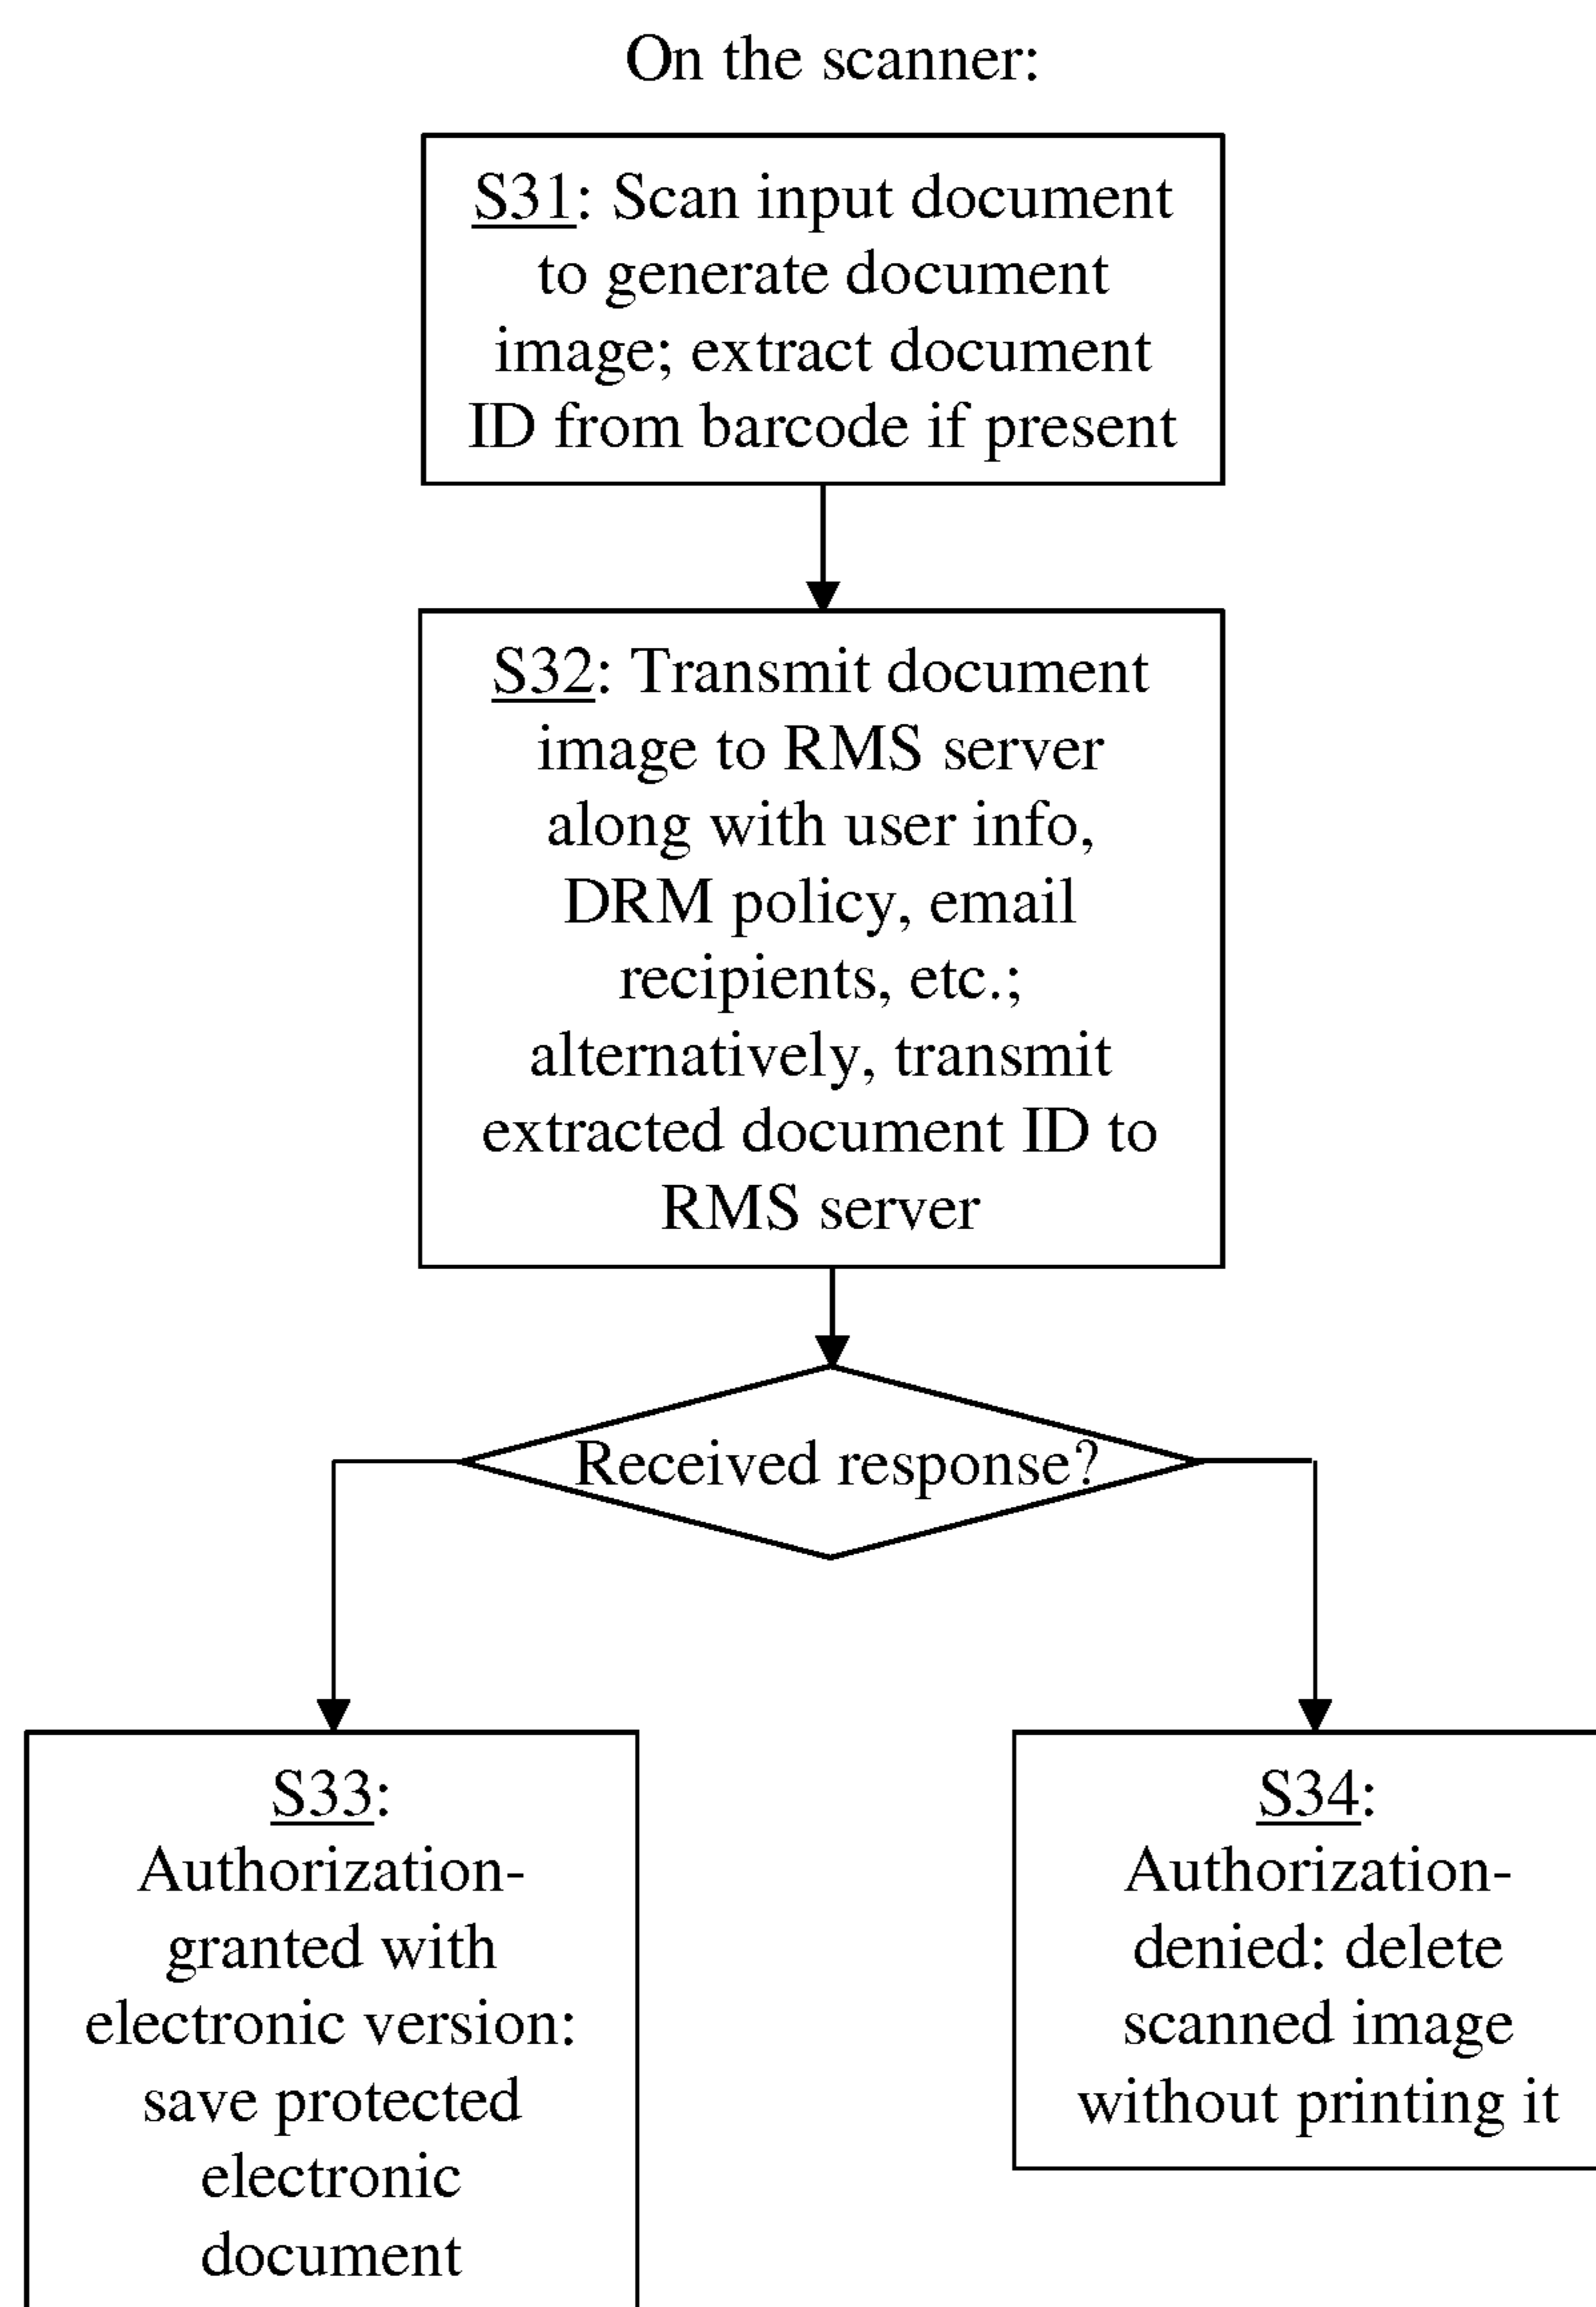 On the scanner:
S31: Scan input document
to generate document
image; extract document
ID from barcode if present
S32: Transmit document
image to RMS server
along with user info,
DRM policy, email
recipients, etc.;
alternatively, transmit
extracted document ID to
RMS server
Received response?
S33:
Authorization-
granted with
electronic version:
save protected
electronic
document
S34:
Authorization-
denied: delete
scanned image
without printing it